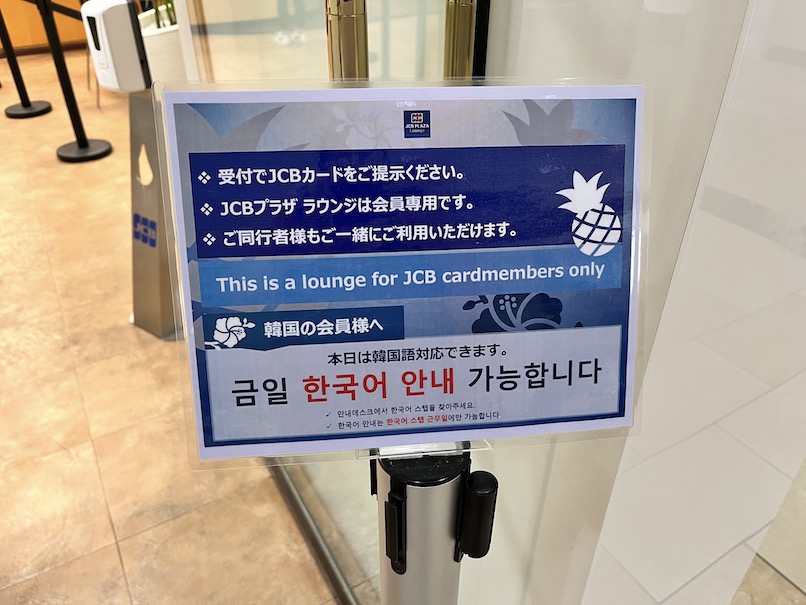 JCB PLAZA
Lounge
❖ 受付でJCBカードをご提示ください。
❖ JCBプラザ ラウンジは会員専用です。
❖ ご同行者様もご一緒にご利用いただけます。
This is a lounge for JCB cardmembers only
韓国の会員様へ
本日は韓国語対応できます。
금일 한국어 안내 가능합니다
✓ 안내데스크에서 한국어 스탭을 찾아주세요.
✓ 한국어 안내는 한국어 스탭 근무일에만 가능합니다
JCB